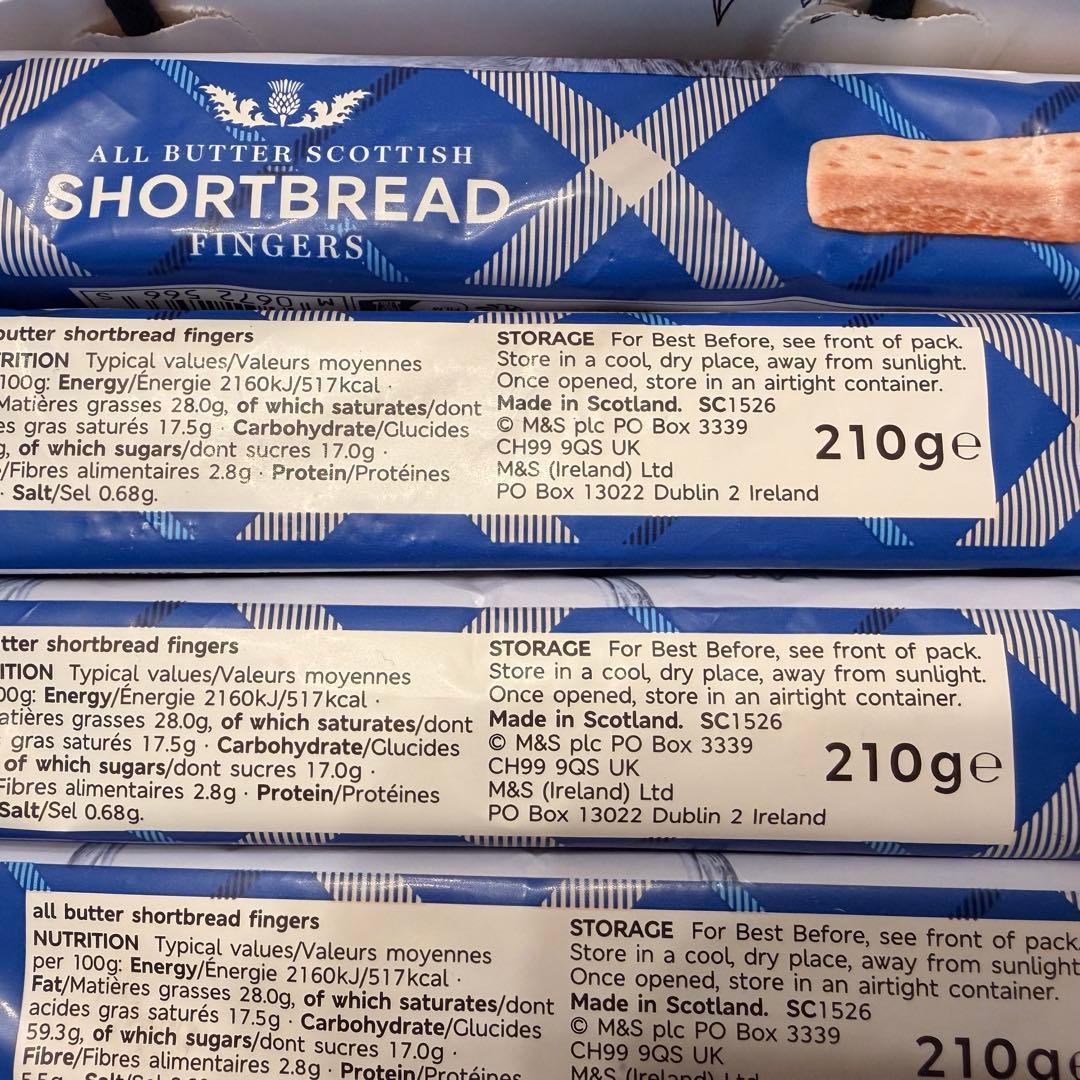 ALL BUTTER SCOTTISH
SHORTBREAD
FINGERS
butter shortbread fingers
RITION Typical values/Valeurs moyennes
100g: Energy/Énergie 2160kJ/517kcal ·
Matières grasses 28.0g, of which saturates/dont
es gras saturés 17.5g · Carbohydrate/Glucides
g, of which sugars/dont sucres 17.0g ·
/Fibres alimentaires 2.8g · Protein/Protéines
· Salt/Sel 0.68g.
STORAGE For Best Before, see front of pack.
Store in a cool, dry place, away from sunlight.
Once opened, store in an airtight container.
Made in Scotland. SC1526
© M&S plc PO Box 3339
CH99 9QS UK
M&S (Ireland) Ltd
PO Box 13022 Dublin 2 Ireland
210g℮
tter shortbread fingers
ITION Typical values/Valeurs moyennes
00g: Energy/Énergie 2160kJ/517kcal ·
atières grasses 28.0g, of which saturates/dont
gras saturés 17.5g · Carbohydrate/Glucides
of which sugars/dont sucres 17.0g ·
Fibres alimentaires 2.8g · Protein/Protéines
Salt/Sel 0.68g.
STORAGE For Best Before, see front of pack.
Store in a cool, dry place, away from sunlight.
Once opened, store in an airtight container.
Made in Scotland. SC1526
© M&S plc PO Box 3339
CH99 9QS UK
M&S (Ireland) Ltd
PO Box 13022 Dublin 2 Ireland
210g℮
all butter shortbread fingers
NUTRITION Typical values/Valeurs moyennes
per 100g: Energy/Énergie 2160kJ/517kcal ·
Fat/Matières grasses 28.0g, of which saturates/dont
acides gras saturés 17.5g · Carbohydrate/Glucides
59.3g, of which sugars/dont sucres 17.0g ·
Fibre/Fibres alimentaires 2.8g · Protein/Protéines
STORAGE For Best Before, see front of pack.
Store in a cool, dry place, away from sunlight
Once opened, store in an airtight container.
Made in Scotland. SC1526
© M&S plc PO Box 3339
CH99 9QS UK
M&S (Ireland) Ltd
210g℮